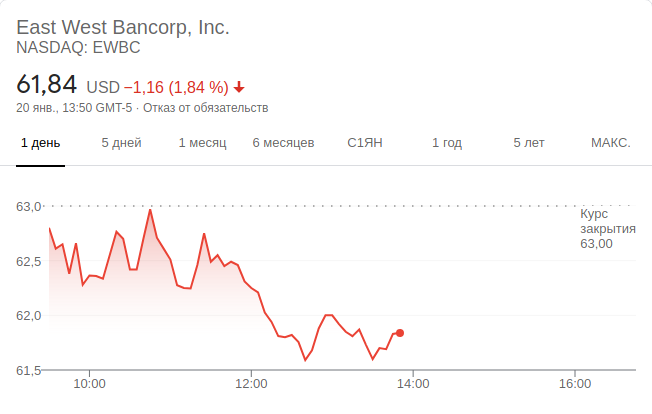 East West Bancorp, Inc.
NASDAQ: EWBC
61,84 USD −1,16 (1,84 %)
20 янв., 13:50 GMT-5 · Отказ от обязательств
1 день 5 дней 1 месяц 6 месяцев С1ЯН 1 год 5 лет МАКС.
63,0
Курс
закрытия
63,00
62,5
62,0
61,5
10:00 12:00 14:00 16:00